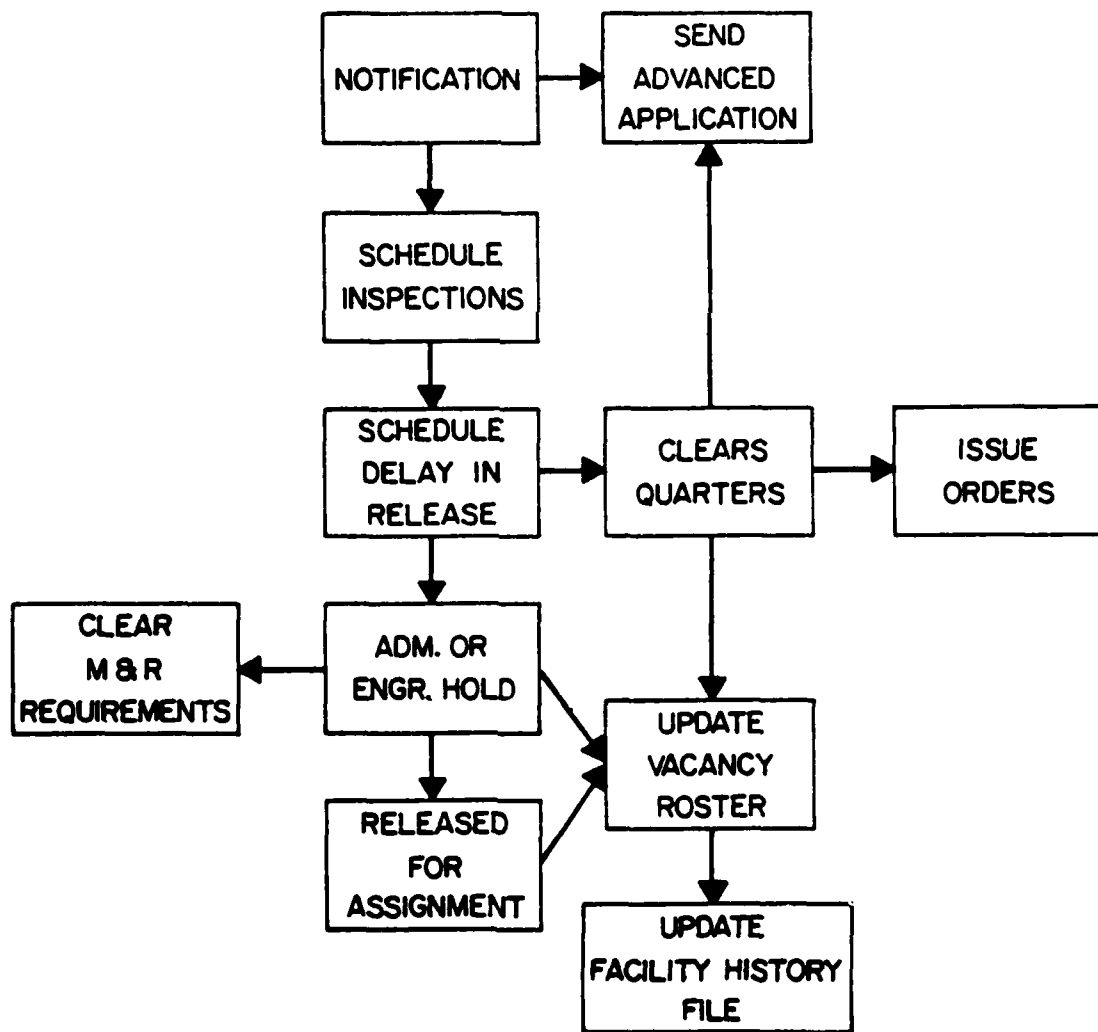 NOTIFICATION
SEND
ADVANCED
APPLICATION
SCHEDULE
INSPECTIONS
SCHEDULE
DELAY IN
RELEASE
CLEARS
QUARTERS
ISSUE
ORDERS
CLEAR
M & R
REQUIREMENTS
ADM. OR
ENGR. HOLD
UPDATE
VACANCY
ROSTER
RELEASED
FOR
ASSIGNMENT
UPDATE
FACILITY HISTORY
FILE